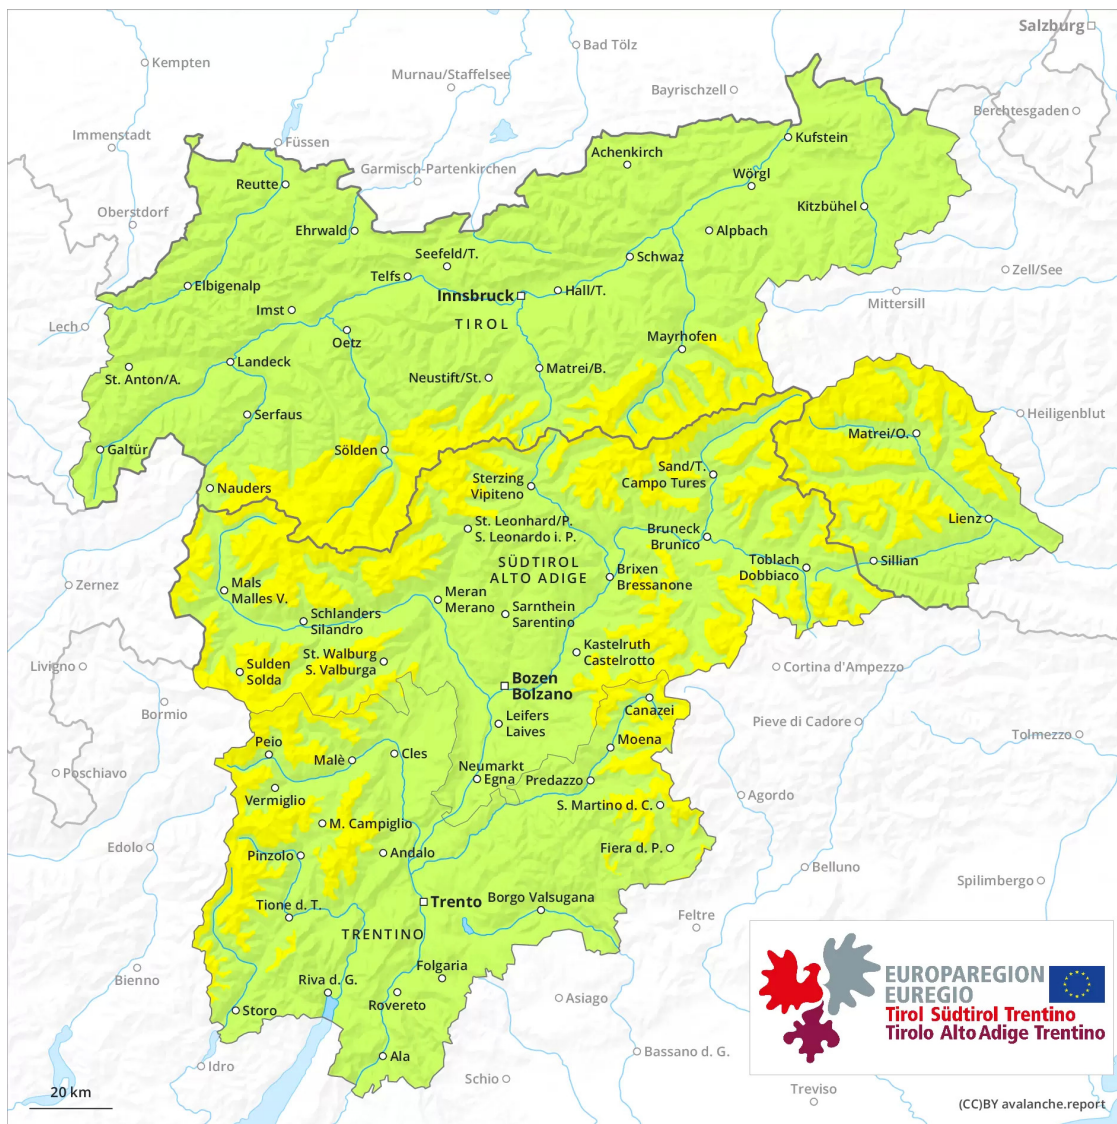 Salzburg
Bad Tölz
Kempten
Murnau/Staffelsee
Bayrischzell
Berchtesgaden
Immenstadt
Füssen
Kufstein
Achenkirch
Garmisch-Partenkirchen
Wörgl
Reutte
Kitzbühel
Oberstdorf
Ehrwald
Alpbach
Seefeld/T.
Schwaz
Zell/See
Telfs
Elbigenalp
Hall/T.
Innsbruck
Mittersill
Imst
TIROL
Lech
Oetz
Mayrhofen
Landeck
Matrei/B.
St. Anton/A.
Neustift/St.
Serfaus
Heiligenblut
Matrei/O.
Galtür
Sölden
Sand/T.
Campo Tures
Sterzing
Vipiteno
Nauders
Lienz
St. Leonhard/P.
S. Leonardo i. P.
Bruneck
Brunico
SÜDTIROL
ALTO ADIGE
Toblach
Dobbiaco
Sillian
Brixen
Bressanone
Zernez
Mals
Malles V.
Meran
Merano
Schlanders
Silandro
Sarnthein
Sarentino
Kastelruth
Castelrotto
St. Walburg
S. Valburga
Livigno
Sulden
Solda
Cortina d'Ampezzo
Bozen
Bolzano
Bormio
Canazei
Leifers
Laives
Pieve di Cadore
Tolmezzo
Moena
Peio
Cles
Malè
Poschiavo
Neumarkt
Egna
Predazzo
Vermiglio
Agordo
S. Martino d. C.
M. Campiglio
Edolo
Pinzolo
Andalo
Fiera d. P.
Belluno
Spilimbergo
Trento
Borgo Valsugana
Tione d. T.
Feltre
TRENTINO
Folgaria
Bienno
Riva d. G.
Rovereto
Asiago
Storo
EUROPAREGION
EUREGIO
Tirol Südtirol Trentino
Tirolo Alto Adige Trentino
Ala
Bassano d. G.
Idro
Schio
Treviso
20 km
(CC)BY avalanche.report